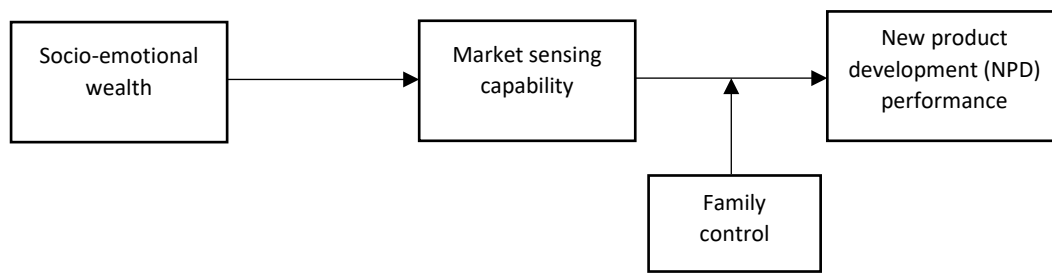 Socio-emotional
wealth
Market sensing
capability
New product
development (NPD)
performance
Family
control